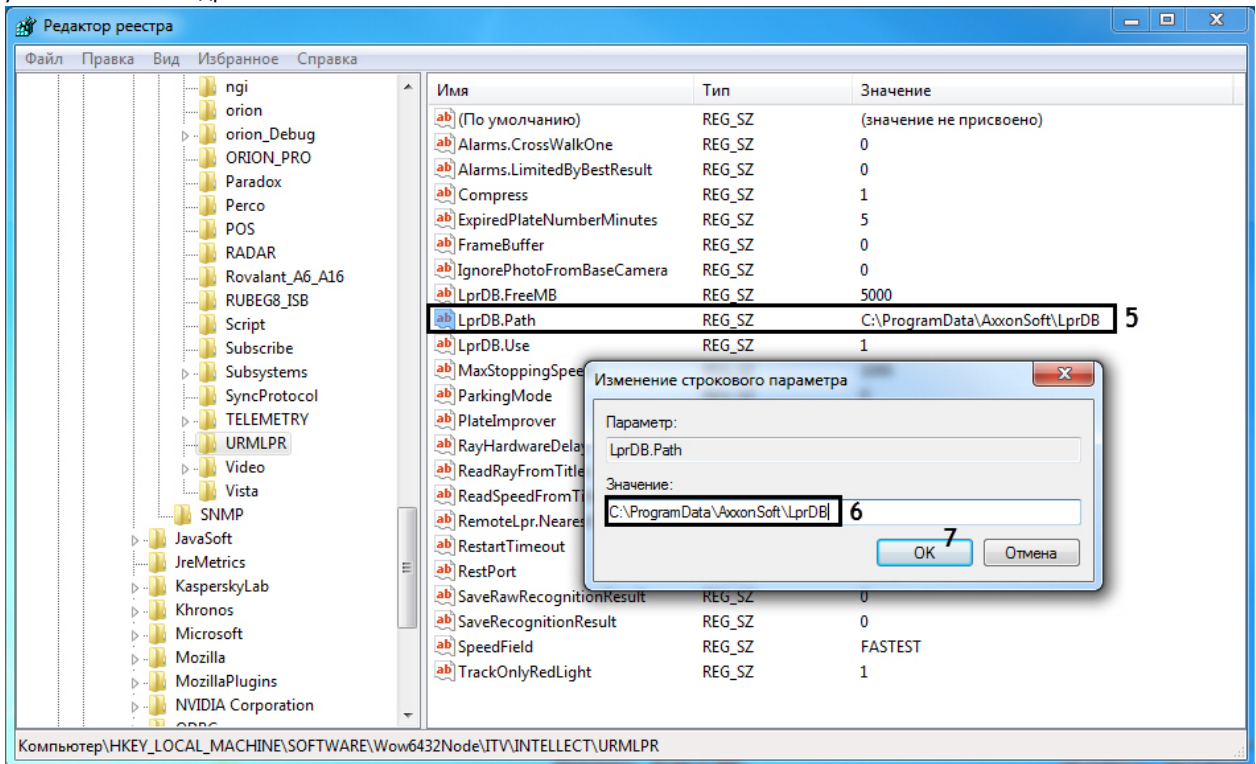 Редактор реестра
Файл Правка Вид Избранное Справка
ngi
orion
orion_Debug
ORION_PRO
Paradox
Perco
POS
RADAR
Rovalant_A6_A16
RUBEG8_ISB
Script
Subscribe
Subsystems
SyncProtocol
TELEMETRY
URMLPR
Video
Vista
SNMP
JavaSoft
JreMetrics
KasperskyLab
Khronos
Microsoft
Mozilla
MozillaPlugins
NVIDIA Corporation
Имя Тип Значение
(По умолчанию) REG_SZ (значение не присвоено)
Alarms.CrossWalkOne REG_SZ 0
Alarms.LimitedByBestResult REG_SZ 0
Compress REG_SZ 1
ExpiredPlateNumberMinutes REG_SZ 5
FrameBuffer REG_SZ 0
IgnorePhotoFromBaseCamera REG_SZ 0
LprDB.FreeMB REG_SZ 5000
LprDB.Path REG_SZ C:\ProgramData\AxxonSoft\LprDB 5
LprDB.Use REG_SZ 1
MaxStoppingSpee
ParkingMode
PlateImprover
RayHardwareDelay
ReadRayFromTitle
ReadSpeedFromTi
RemoteLpr.Neares
RestartTimeout
RestPort
SaveRawRecognitionResult REG_SZ 0
SaveRecognitionResult REG_SZ 0
SpeedField REG_SZ FASTEST
TrackOnlyRedLight REG_SZ 1
Изменение строкового параметра
Параметр:
LprDB.Path
Значение:
C:\ProgramData\AxxonSoft\LprDB 6
OK 7 Отмена
Компьютер\HKEY_LOCAL_MACHINE\SOFTWARE\Wow6432Node\ITV\INTELLECT\URMLPR